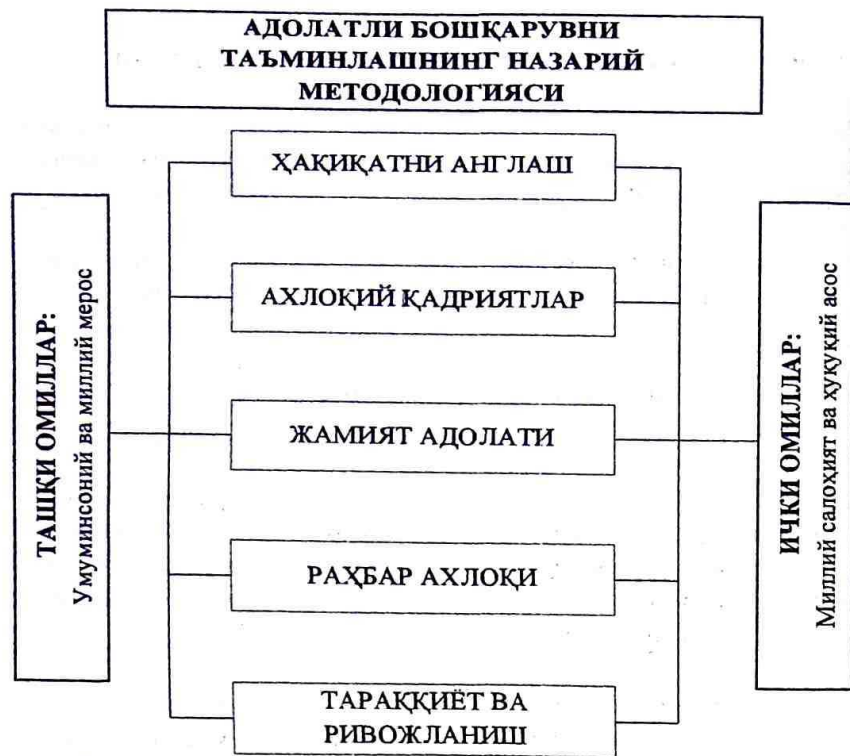 АДОЛАТЛИ БОШҚАРУВНИ
ТАЪМИНЛАШНИНГ НАЗАРИЙ
МЕТОДОЛОГИЯСИ
ТАШҚИ ОМИЛЛАР:
Умуминсоний ва миллий мерос
ҲАҚИҚАТНИ АНГЛАШ
АХЛОҚИЙ ҚАДРИЯТЛАР
ЖАМИЯТ АДОЛАТИ
РАҲБАР АХЛОҚИ
ТАРАҚҚИЁТ ВА
РИВОЖЛАНИШ
ИЧКИ ОМИЛЛАР:
Миллий салоҳият ва ҳуқуқий асос